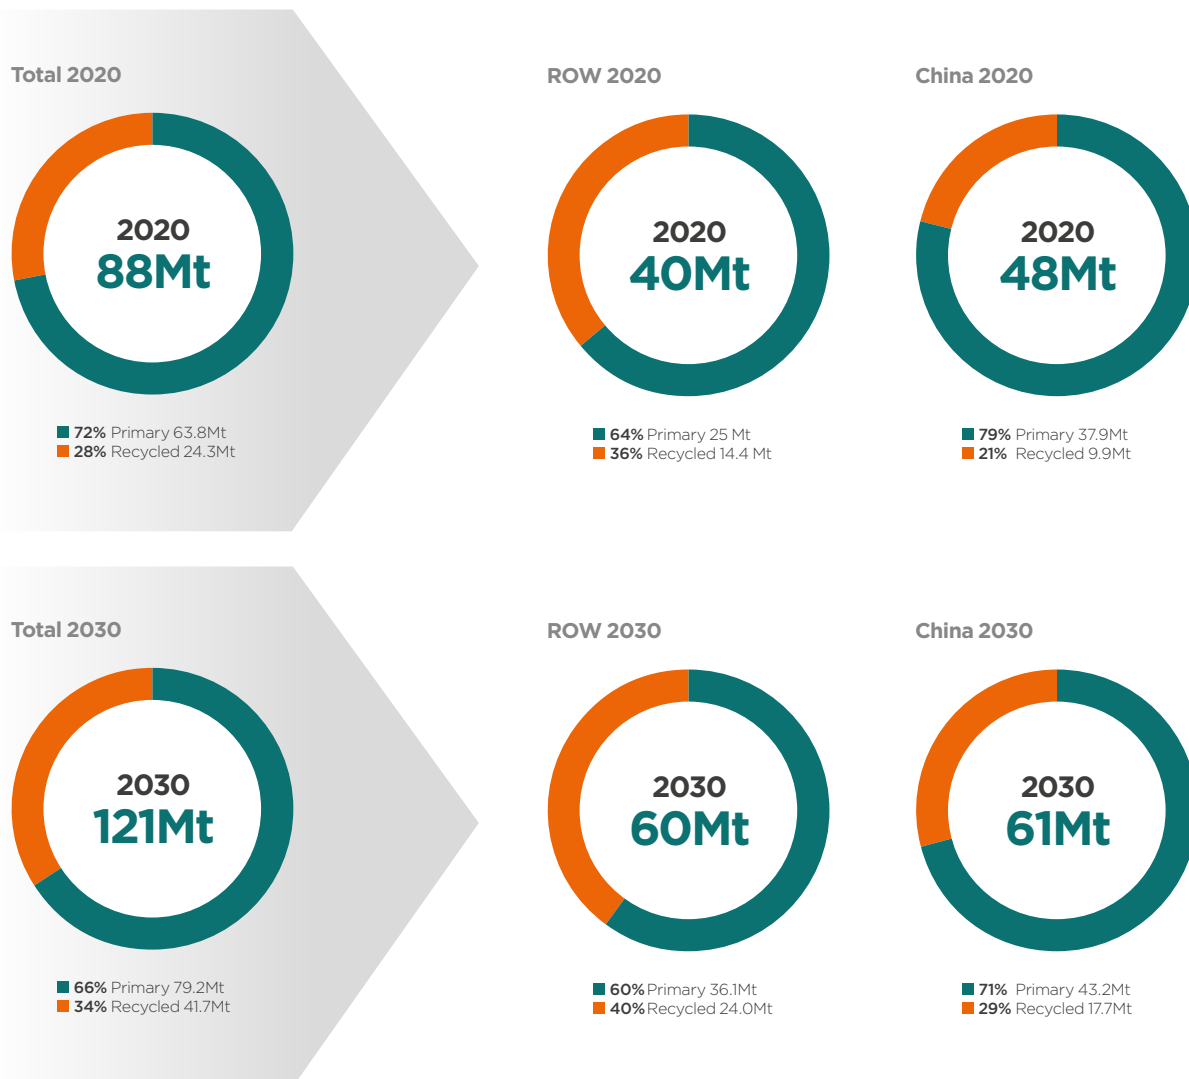 Total 2020
2020
88Mt
72% Primary 63.8Mt
28% Recycled 24.3Mt
ROW 2020
2020
40Mt
64% Primary 25 Mt
36% Recycled 14.4 Mt
China 2020
2020
48Mt
79% Primary 37.9Mt
21% Recycled 9.9Mt
Total 2030
2030
121Mt
66% Primary 79.2Mt
34% Recycled 41.7Mt
ROW 2030
2030
60Mt
60% Primary 36.1Mt
40% Recycled 24.0Mt
China 2030
2030
61Mt
71% Primary 43.2Mt
29% Recycled 17.7Mt